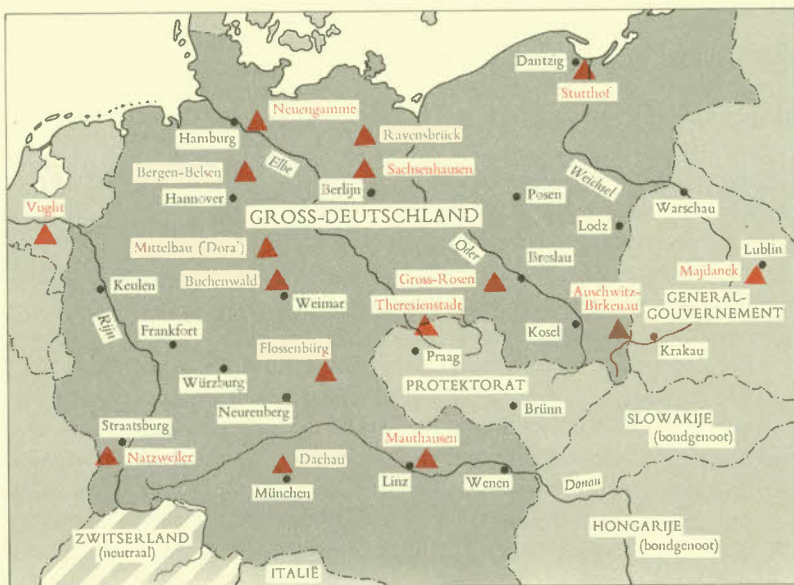 Dantzig
Stutthof
Neuengamme
Hamburg
Ravensbrück
Elbe
Bergen-Belsen
Sachsenhausen
Weichsel
Hannover
Berlijn
Posen
Warschau
Vught
GROSS-DEUTSCHLAND
Lodz
Mittelbau ('Dora')
Oder
Breslau
Lublin
Majdanek
Keulen
Buchenwald
Weimar
Gross-Rosen
Auschwitz-
Birkenau
GENERAL-
GOUVERNEMENT
Theresienstadt
Rijn
Frankfort
Kosel
Krakau
Praag
Flossenbürg
Würzburg
PROTEKTORAT
Neurenberg
Brünn
Straatsburg
SLOWAKIJE
(bondgenoot)
Natzweiler
Mauthausen
Dachau
München
Linz
Wenen
Donau
ZWITSERLAND
(neutraal)
HONGARIJE
(bondgenoot)
ITALIË